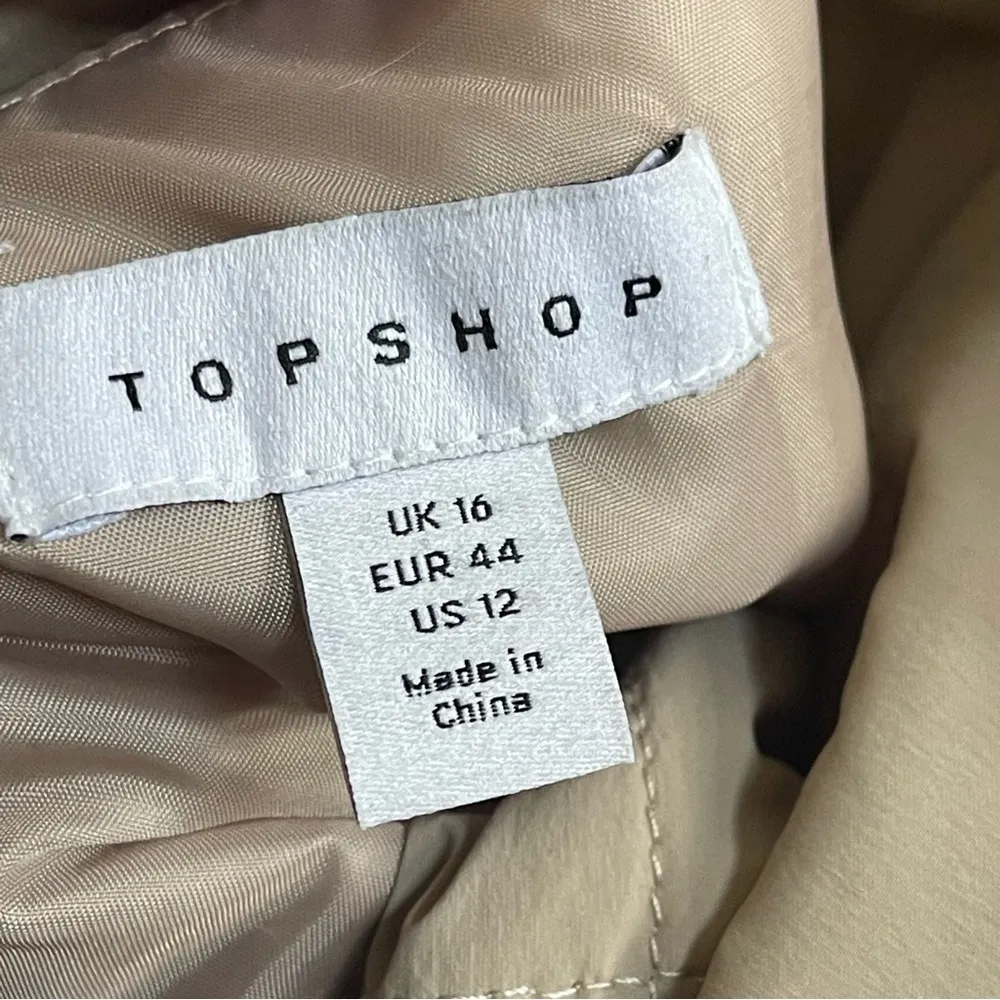 TOPSHOP
UK 16
EUR 44
US 12
Made in
China